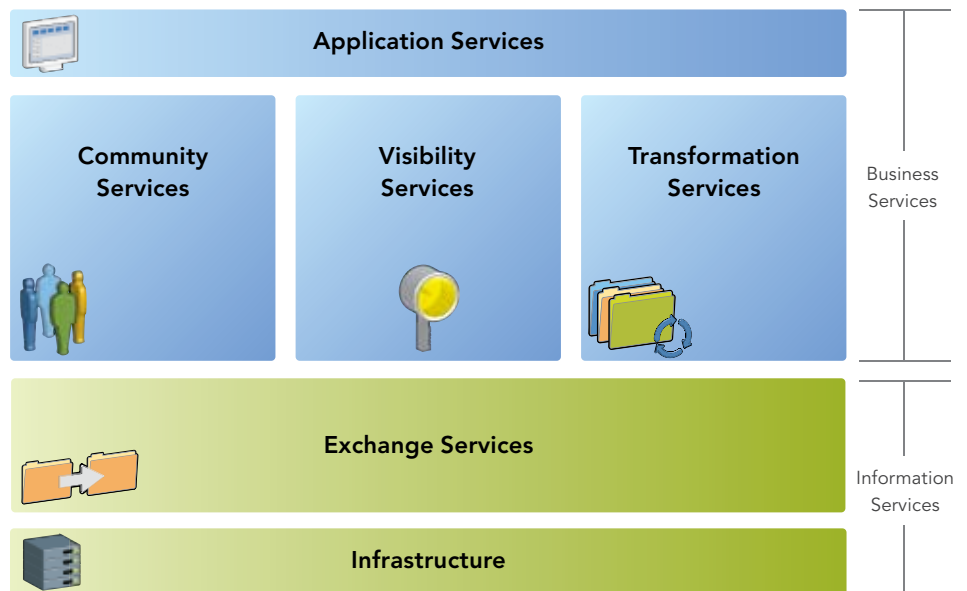 Application Services
Community
Services
Visibility
Services
Transformation
Services
Business
Services
Exchange Services
Information
Services
Infrastructure